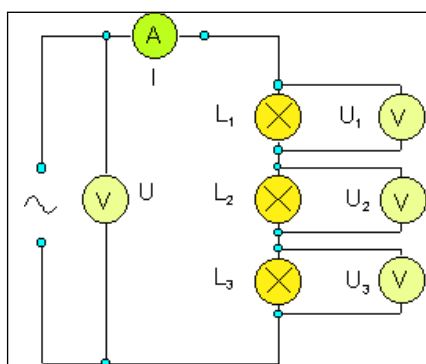 A
I
L₁ U₁ V
V U L₂ U₂ V
L₃ U₃ V